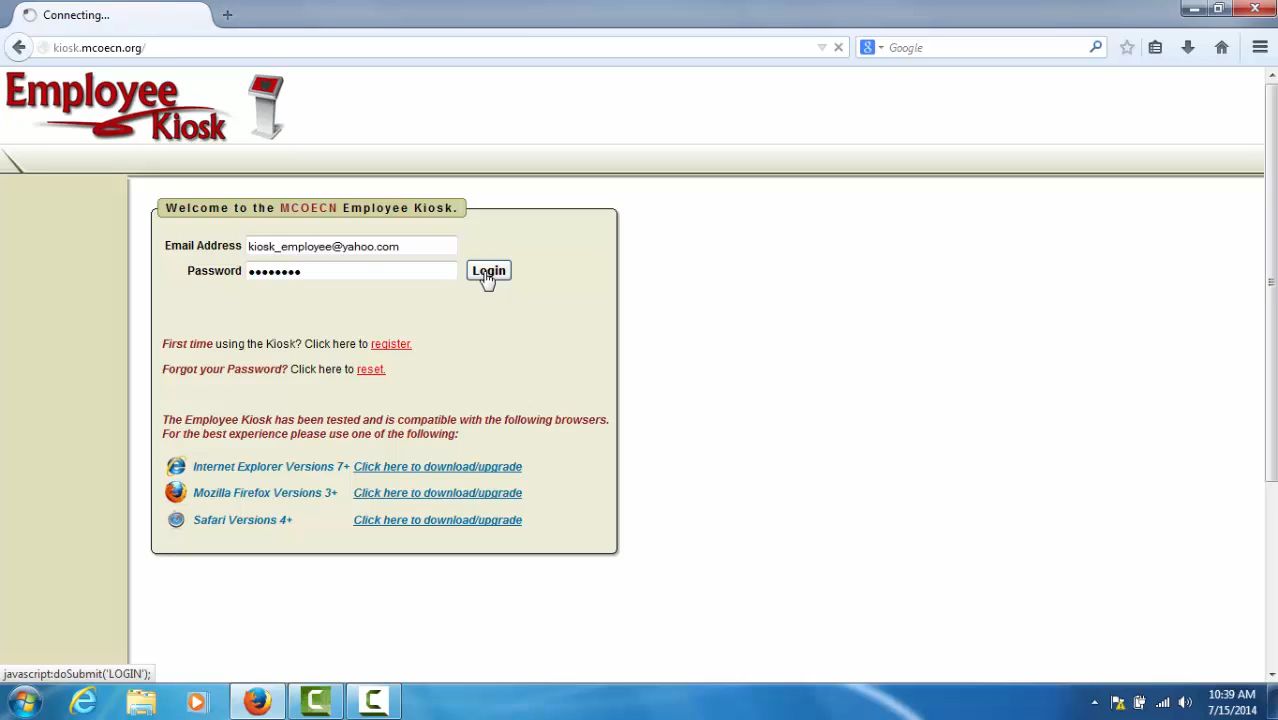 Connecting...
kiosk.mcoecn.org/
Google
Employee
Kiosk
Welcome to the MCOECN Employee Kiosk.
Email Address kiosk_employee@yahoo.com
Password ●●●●●●●● Login
First time using the Kiosk? Click here to register.
Forgot your Password? Click here to reset.
The Employee Kiosk has been tested and is compatible with the following browsers.
For the best experience please use one of the following:
Internet Explorer Versions 7+ Click here to download/upgrade
Mozilla Firefox Versions 3+ Click here to download/upgrade
Safari Versions 4+ Click here to download/upgrade
javascript:doSubmit('LOGIN');
10:39 AM
7/15/2014